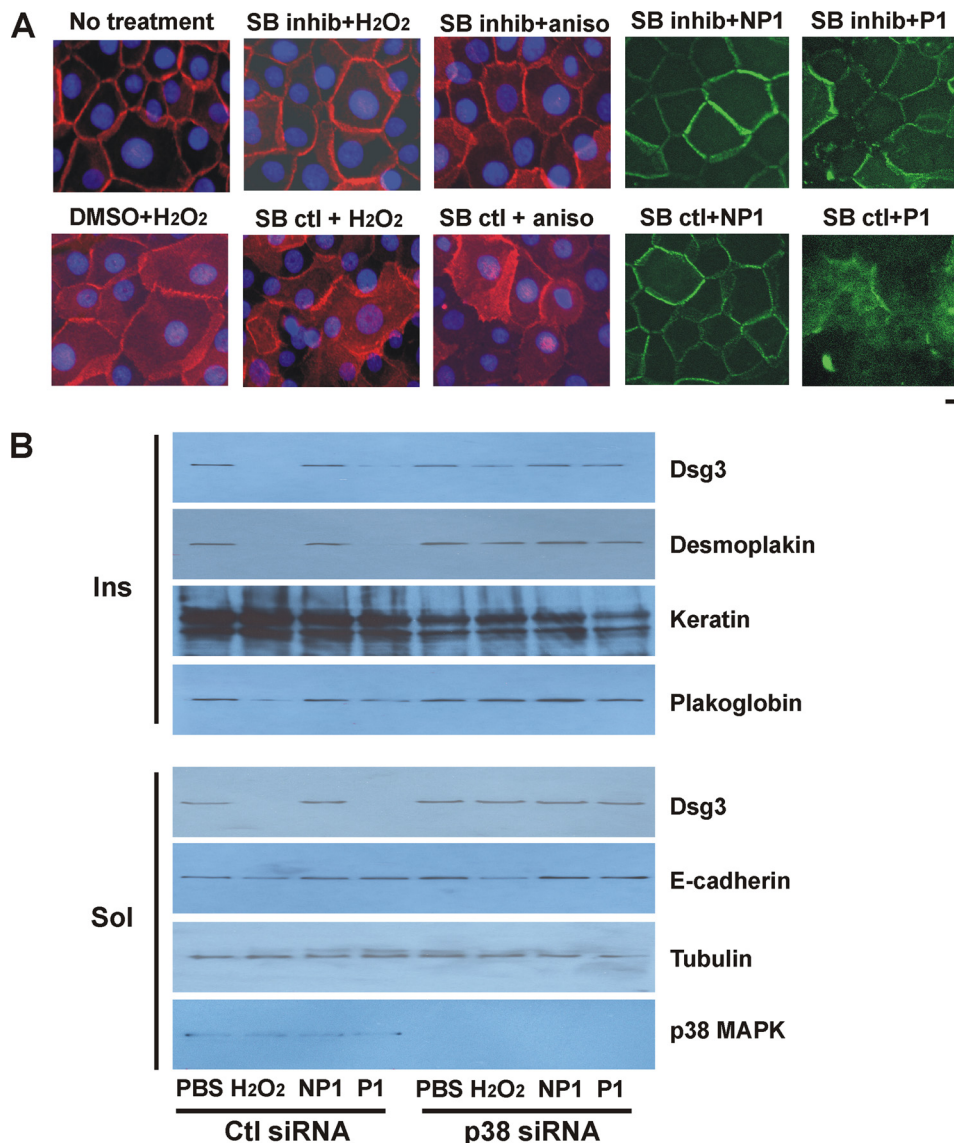 A
No treatment SB inhib+H₂O₂ SB inhib+aniso SB inhib+NP1 SB inhib+P1
DMSO+H₂O₂ SB ctl + H₂O₂ SB ctl + aniso SB ctl+NP1 SB ctl+P1
B
Ins
Dsg3
Desmoplakin
Keratin
Plakoglobin
Sol
Dsg3
E-cadherin
Tubulin
p38 MAPK
PBS H₂O₂ NP1 P1 PBS H₂O₂ NP1 P1
Ctl siRNA p38 siRNA